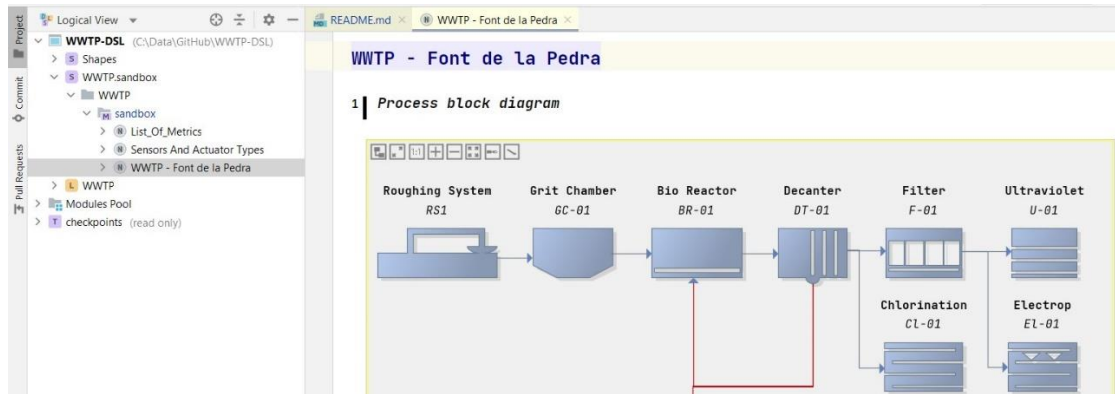 Project
Commit
Pull Requests
Logical View
WWTP-DSL (C:\Data\GitHub\WWTP-DSL)
S Shapes
S WWTP.sandbox
WWTP
M sandbox
N List_Of_Metrics
N Sensors And Actuator Types
N WWTP - Font de la Pedra
L WWTP
Modules Pool
T checkpoints (read only)
MD README.md
N WWTP - Font de la Pedra
WWTP - Font de la Pedra
1 Process block diagram
1:1
Roughing System Grit Chamber Bio Reactor Decanter Filter Ultraviolet
RS1 GC-01 BR-01 DT-01 F-01 U-01
Chlorination Electrop
Cl-01 El-01